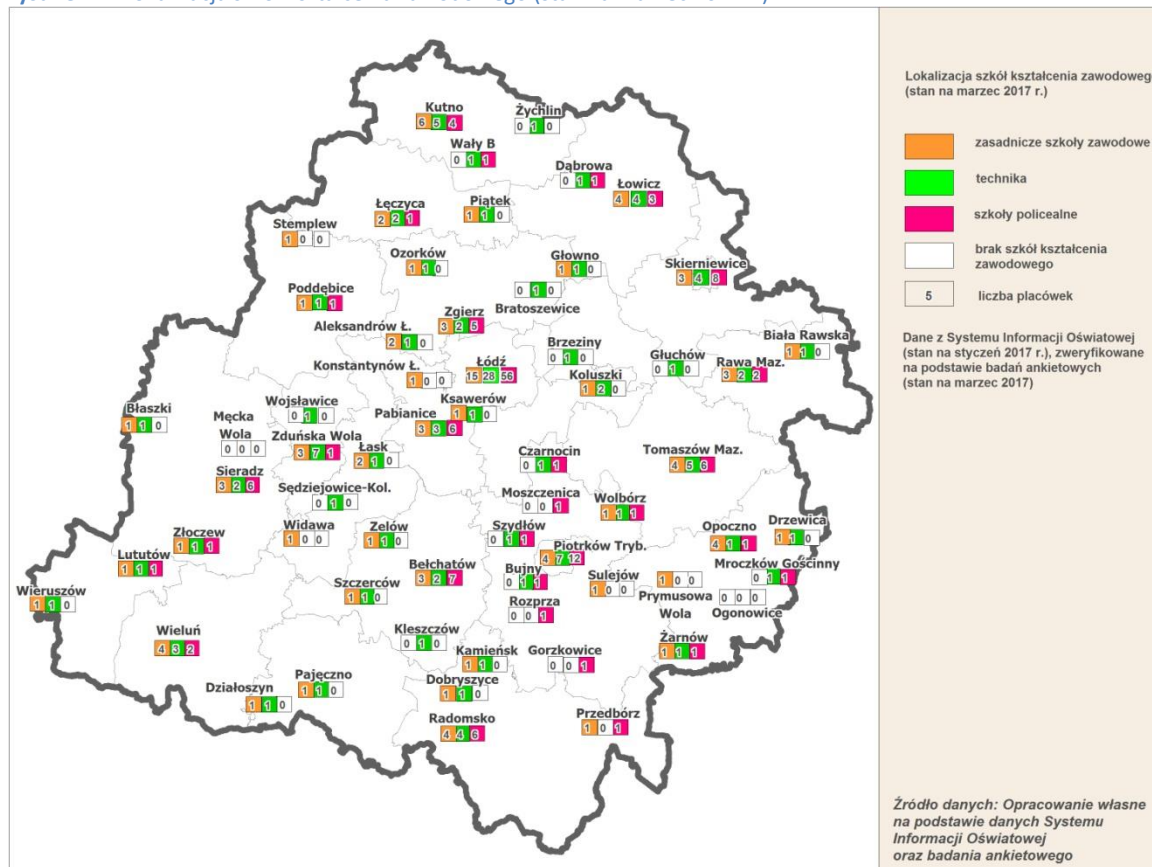 Kutno
6 5 4
Żychlin
0 1 0
Wały B
0 1 1
Dąbrowa
0 1 1
Łowicz
4 4 3
Łęczyca
2 2 1
Piątek
1 1 0
Stemplew
1 0 0
Ozorków
1 1 0
Głowno
1 1 0
Skierniewice
3 4 8
0 1 0
Bratoszewice
Poddębice
1 1 1
Zgierz
3 2 5
Aleksandrów Ł.
2 1 0
Brzeziny
0 1 0
Biała Rawska
1 1 0
Głuchów
0 1 0
Rawa Maz.
3 2 2
Konstantynów Ł.
1 0 0
Łódź
15 28 56
Koluszki
1 2 0
Ksawerów
1 1 0
Pabianice
3 3 6
Błaszki
1 1 0
Wojsławice
0 1 0
Męcka
Wola
0 0 0
Zduńska Wola
3 7 1
Łask
2 1 0
Sieradz
3 2 6
Sędziejowice-Kol.
0 1 0
Czarnocin
0 1 1
Tomaszów Maz.
4 5 6
Moszczenica
0 0 1
Wolbórz
1 1 1
Widawa
1 0 0
Zelów
1 1 0
Szydłów
0 1 1
Opoczno
4 1 1
Drzewica
1 1 0
Złoczew
1 1 1
Lututów
1 1 1
Piotrków Tryb.
4 7 12
Bełchatów
3 2 7
Bujny
0 1 1
Sulejów
1 0 0
1 0 0
Prymusowa
Wola
Mroczków Gościnny
0 1 1
0 0 0
Ogonowice
Wieruszów
1 1 0
Szczerców
1 1 0
Rozprza
0 0 1
Wieluń
4 3 2
Kleszczów
0 1 0
Kamieńsk
1 1 0
Gorzkowice
0 0 1
Żarnów
1 1 1
Pajęczno
1 1 0
Działoszyn
1 1 0
Dobryszyce
1 1 0
Radomsko
4 4 6
Przedbórz
1 0 1
Lokalizacja szkół kształcenia zawodowego
(stan na marzec 2017 r.)
zasadnicze szkoły zawodowe
technika
szkoły policealne
brak szkół kształcenia
zawodowego
5 liczba placówek
Dane z Systemu Informacji Oświatowej
(stan na styczeń 2017 r.), zweryfikowane
na podstawie badań ankietowych
(stan na marzec 2017)
Źródło danych: Opracowanie własne
na podstawie danych Systemu
Informacji Oświatowej
oraz badania ankietowego